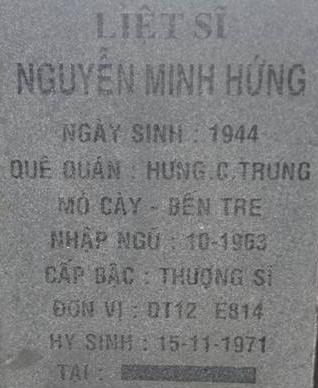 LIỆT SĨ
NGUYỄN MINH HỨNG
NGÀY SINH : 1944
QUÊ QUÁN : HƯNG.C.TRUNG
MỎ CÀY - BẾN TRE
NHẬP NGŨ : 10-1963
CẤP BẬC : THƯỢNG SĨ
ĐƠN VỊ : DT12 E814
HY SINH : 15-11-1971
TẠI :